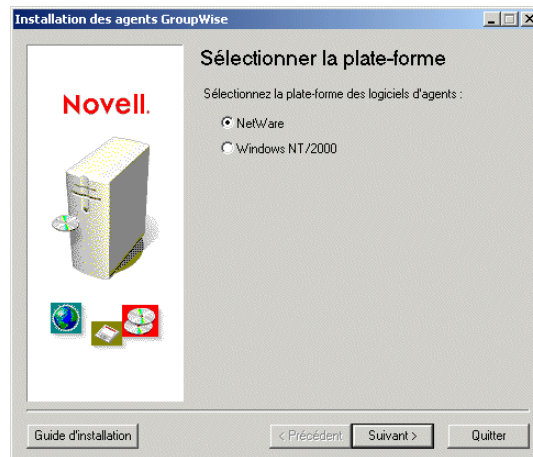 Installation des agents GroupWise
Sélectionner la plate-forme
Novell.
Sélectionnez la plate-forme des logiciels d'agents :
NetWare
Windows NT/2000
Guide d'installation
< Précédent
Suivant >
Quitter